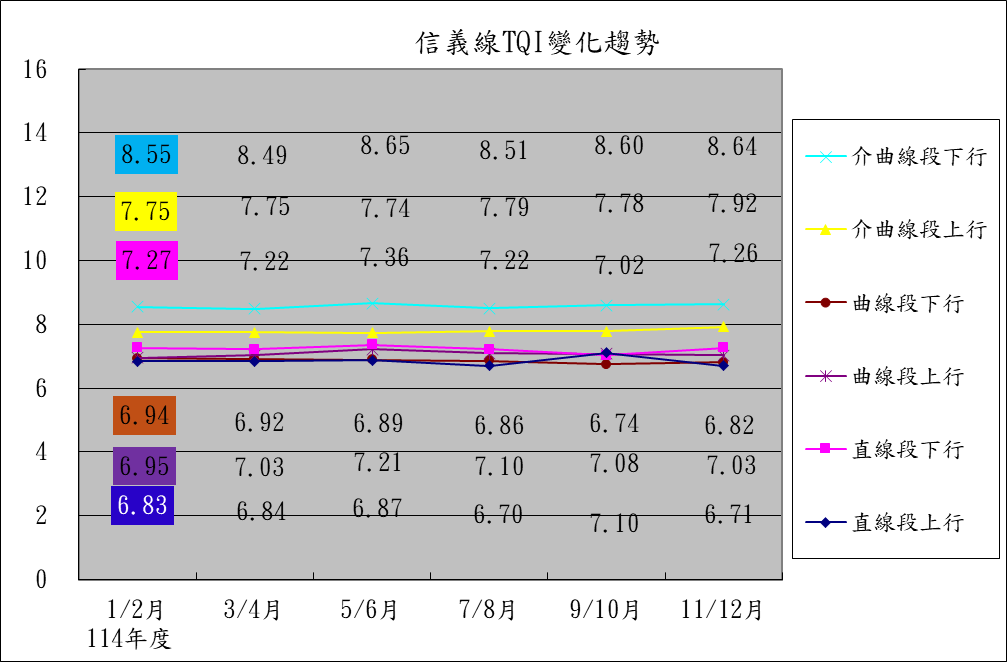 信義線TQI變化趨勢
16
14
12
10
8
6
4
2
0
8.55 8.49 8.65 8.51 8.60 8.64
7.75 7.75 7.74 7.79 7.78 7.92
7.27 7.22 7.36 7.22 7.02 7.26
6.94 6.92 6.89 6.86 6.74 6.82
6.95 7.03 7.21 7.10 7.08 7.03
6.83 6.84 6.87 6.70 7.10 6.71
1/2月 3/4月 5/6月 7/8月 9/10月 11/12月
114年度
介曲線段下行
介曲線段上行
曲線段下行
曲線段上行
直線段下行
直線段上行